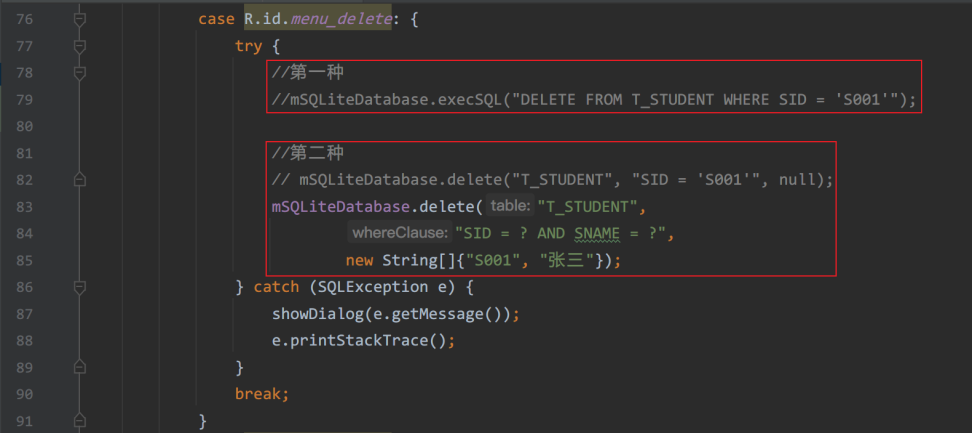 76 case R.id.menu_delete: {
77 try {
78 //第一种
79 //mSQLiteDatabase.execSQL("DELETE FROM T_STUDENT WHERE SID = 'S001'");
80
81 //第二种
82 // mSQLiteDatabase.delete("T_STUDENT", "SID = 'S001'", null);
83 mSQLiteDatabase.delete( table: "T_STUDENT",
84 whereClause: "SID = ? AND SNAME = ?",
85 new String[]{"S001", "张三"});
86 } catch (SQLException e) {
87 showDialog(e.getMessage());
88 e.printStackTrace();
89 }
90 break;
91 }